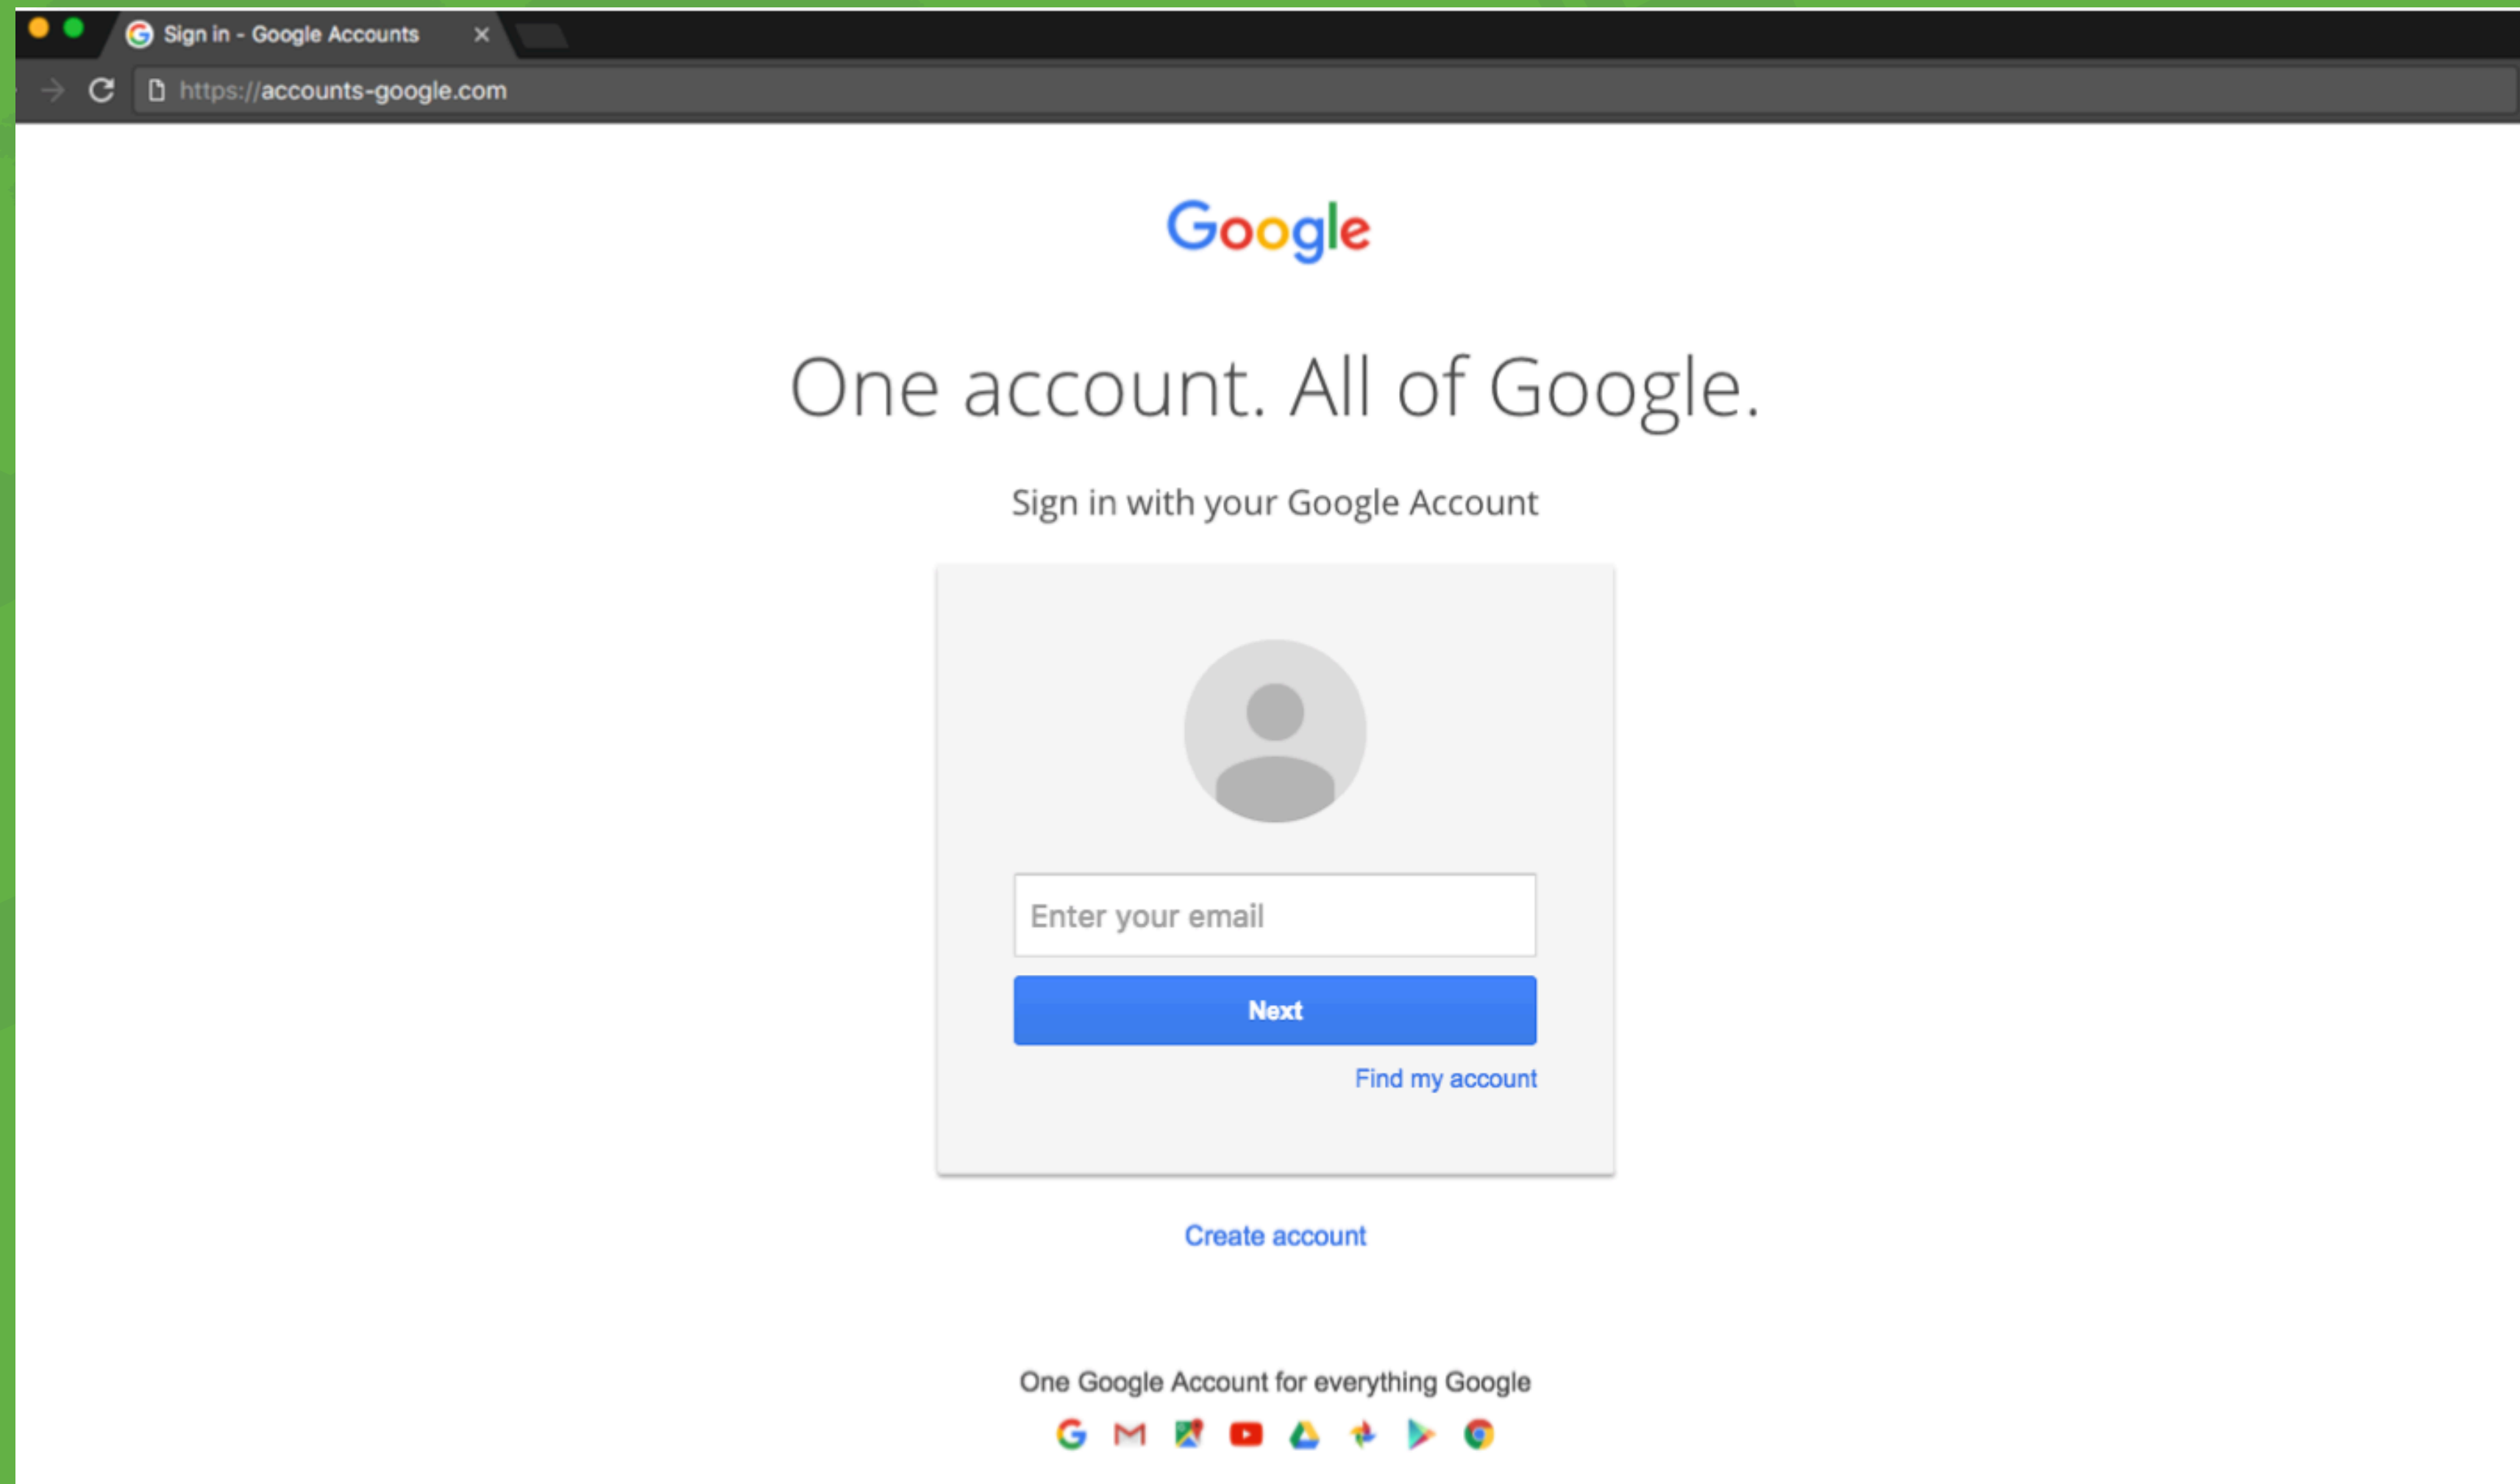 Sign in - Google Accounts
https://accounts-google.com
Google
One account. All of Google.
Sign in with your Google Account
Enter your email
Next
Find my account
Create account
One Google Account for everything Google